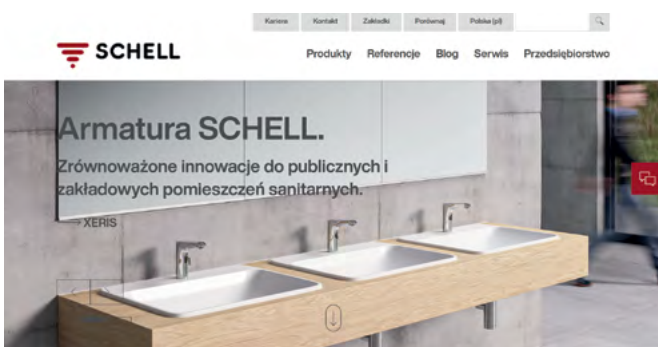 Kariera Kontakt Zakładki Porównaj Polska (pl)
SCHELL
Produkty Referencje Blog Serwis Przedsiębiorstwo
Armatura SCHELL.
Zrównoważone innowacje do publicznych i
zakładowych pomieszczeń sanitarnych.
→ XERIS